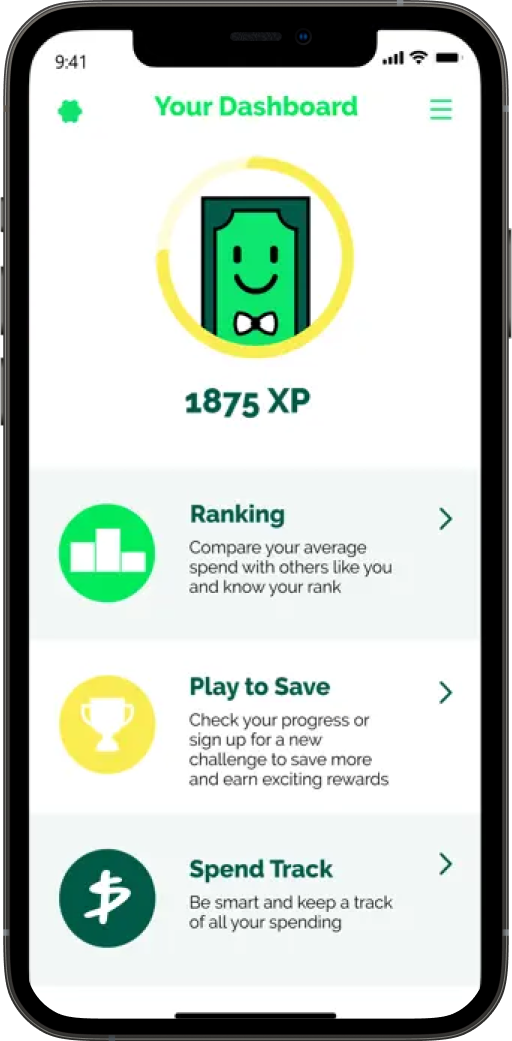 9:41
Your Dashboard
1875 XP
Ranking
Compare your average
spend with others like you
and know your rank
Play to Save
Check your progress or
sign up for a new
challenge to save more
and earn exciting rewards
Spend Track
Be smart and keep a track
of all your spending